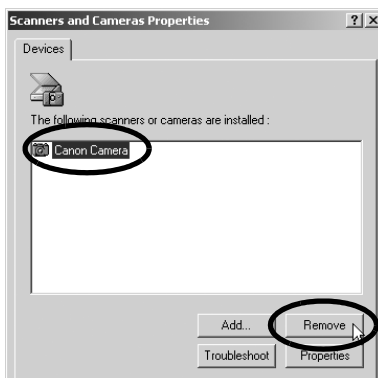 Scanners and Cameras Properties
Devices
The following scanners or cameras are installed :
Canon Camera
Add... Remove
Troubleshoot Properties